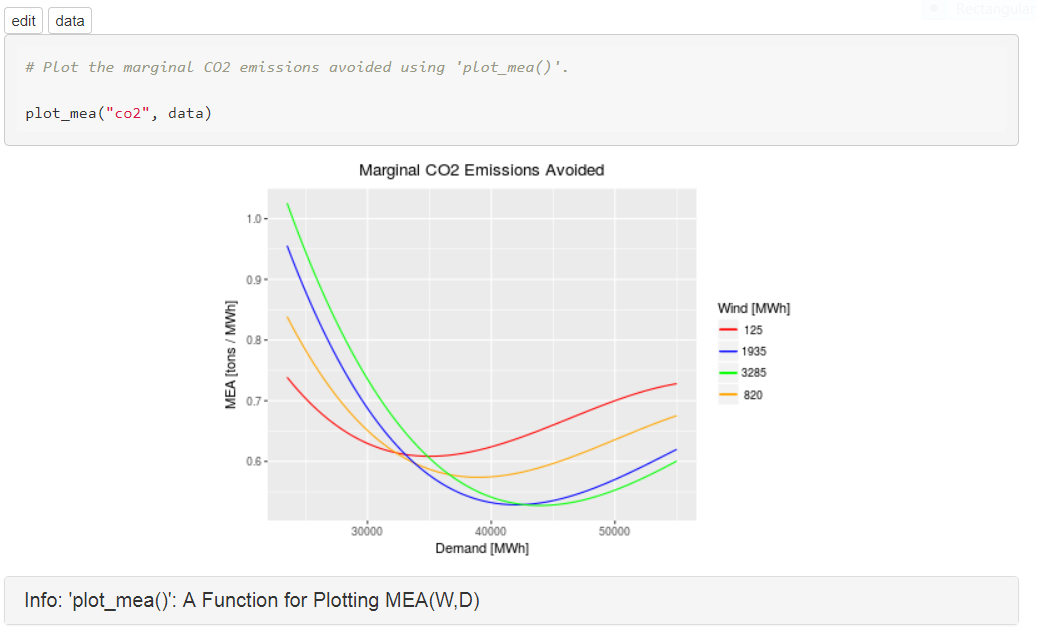 Rectangular
edit data
# Plot the marginal CO2 emissions avoided using 'plot_mea()'.
plot_mea("co2", data)
Marginal CO2 Emissions Avoided
MEA [tons / MWh]
1.0
0.9
0.8
0.7
0.6
30000 40000 50000
Demand [MWh]
Wind [MWh]
125
1935
3285
820
Info: 'plot_mea()': A Function for Plotting MEA(W,D)